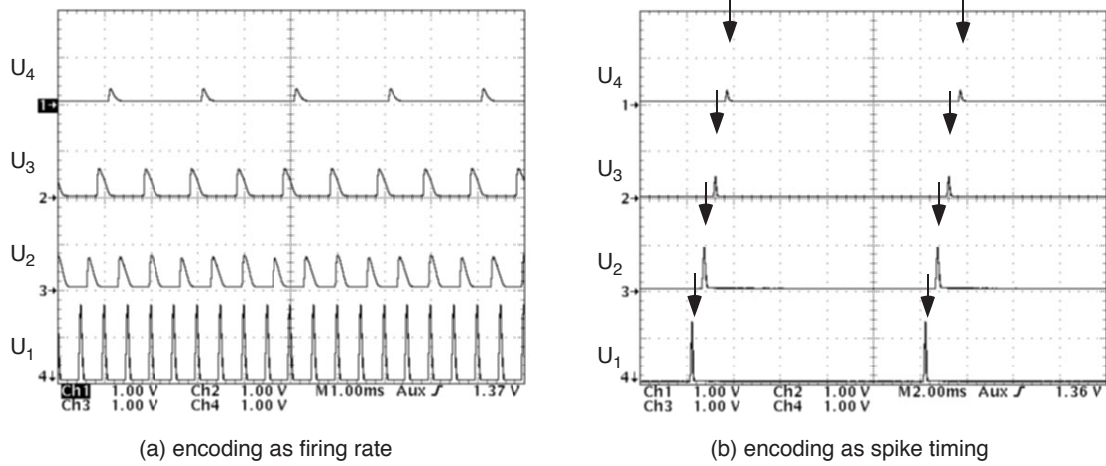 U4
1
U3
2
U2
3
U1
4
Ch1 1.00 V Ch2 1.00 V M1.00ms Aux ʃ 1.37 V
Ch3 1.00 V Ch4 1.00 V
(a) encoding as firing rate
U4
1
U3
2
U2
3
U1
4
Ch1 1.00 V Ch2 1.00 V M2.00ms Aux ʃ 1.36 V
Ch3 1.00 V Ch4 1.00 V
(b) encoding as spike timing